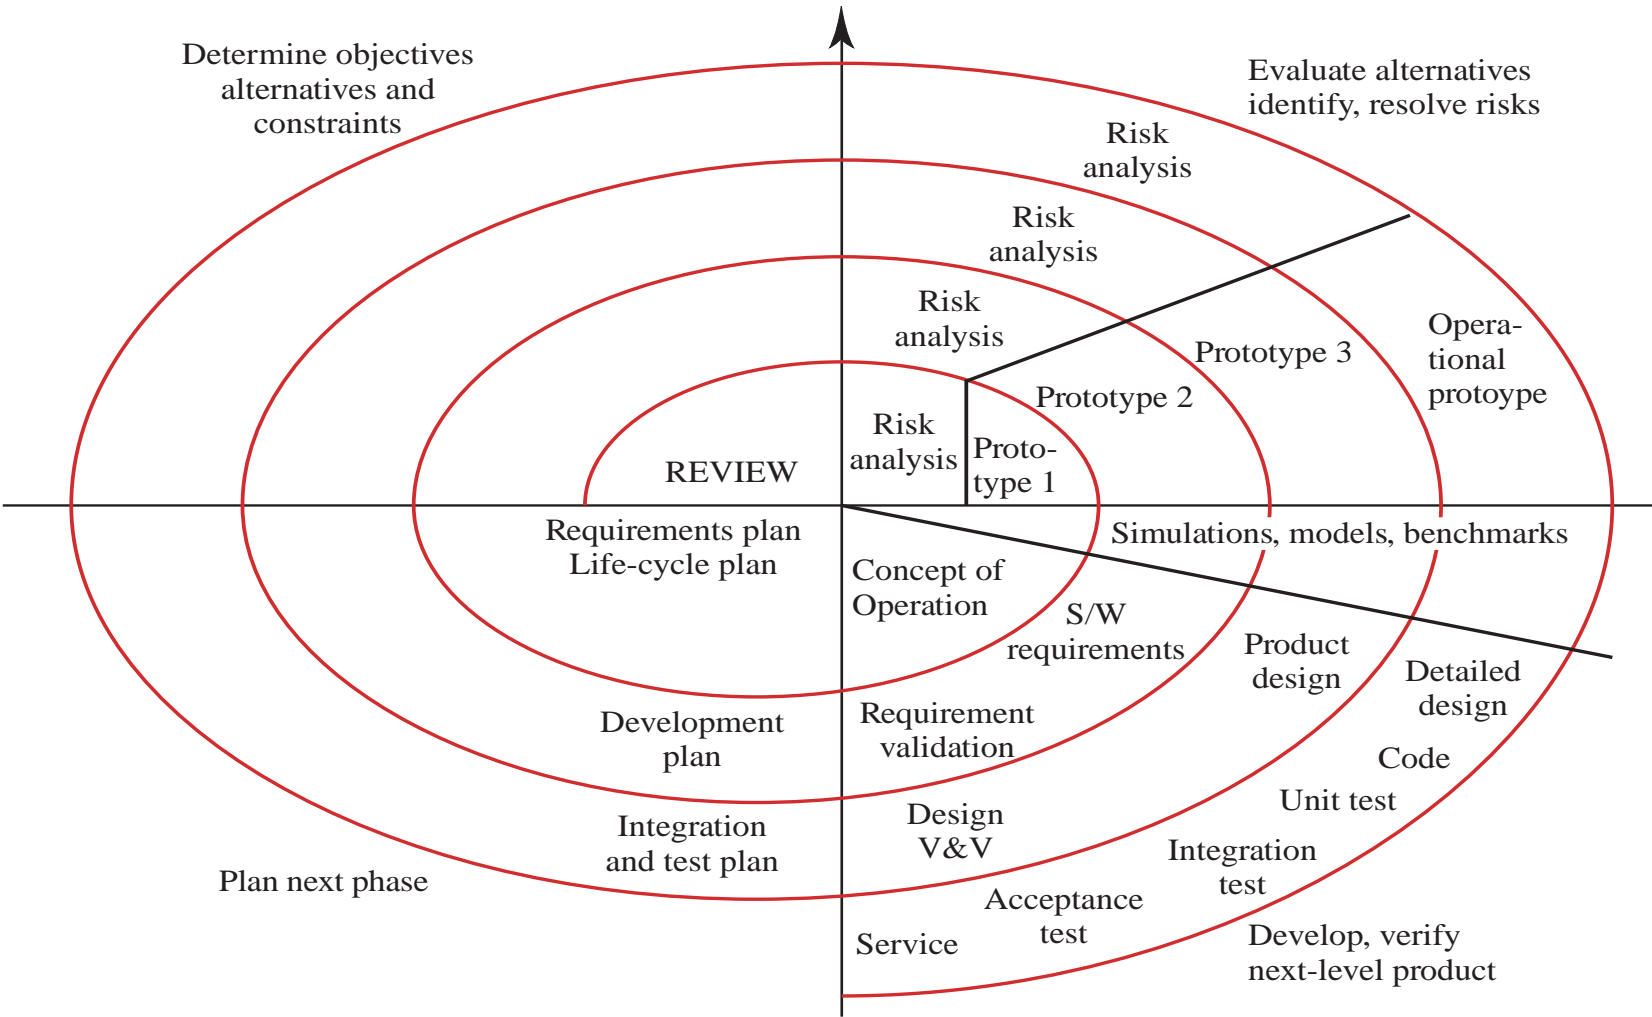 Determine objectives
alternatives and
constraints
Evaluate alternatives
identify, resolve risks
Risk
analysis
Risk
analysis
Risk
analysis
Opera-
tional
protoype
Prototype 3
Prototype 2
Risk
analysis
Proto-
type 1
REVIEW
Requirements plan
Life-cycle plan
Simulations, models, benchmarks
Concept of
Operation
S/W
requirements
Product
design
Detailed
design
Development
plan
Requirement
validation
Code
Unit test
Integration
and test plan
Design
V&V
Integration
test
Plan next phase
Acceptance
test
Service
Develop, verify
next-level product